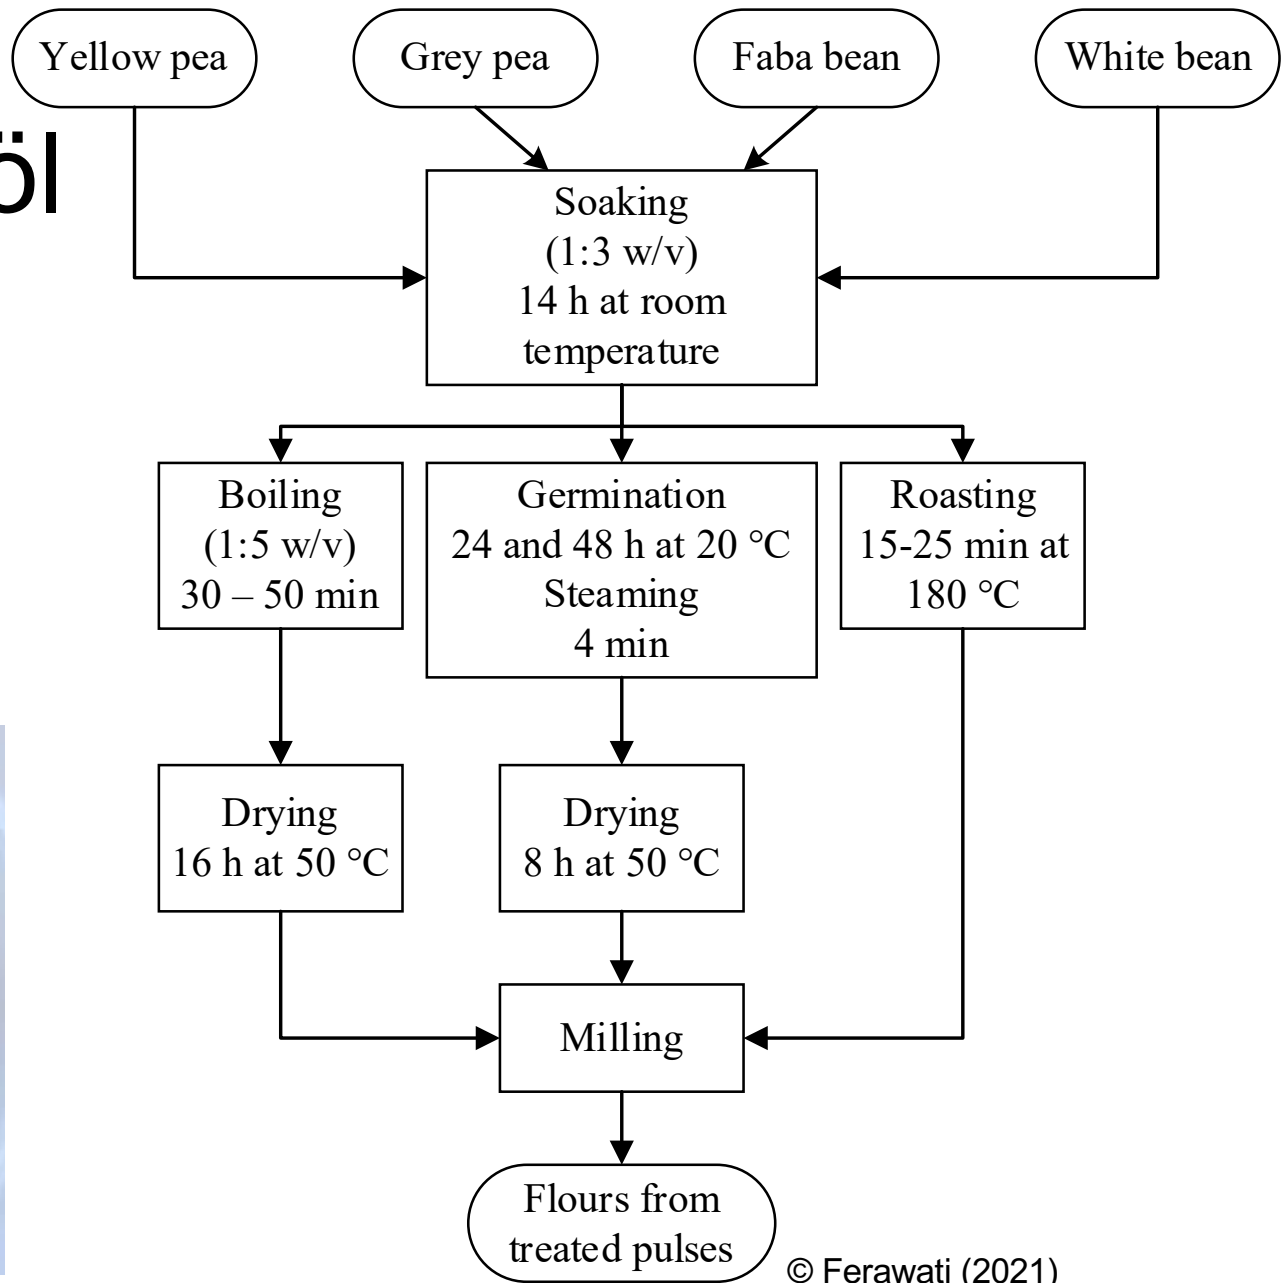 Yellow pea
Grey pea
Faba bean
White bean
öl
Soaking
(1:3 w/v)
14 h at room
temperature
Boiling
(1:5 w/v)
30 – 50 min
Germination
24 and 48 h at 20 °C
Steaming
4 min
Roasting
15-25 min at
180 °C
Drying
16 h at 50 °C
Drying
8 h at 50 °C
Milling
Flours from
treated pulses
© Ferawati (2021)